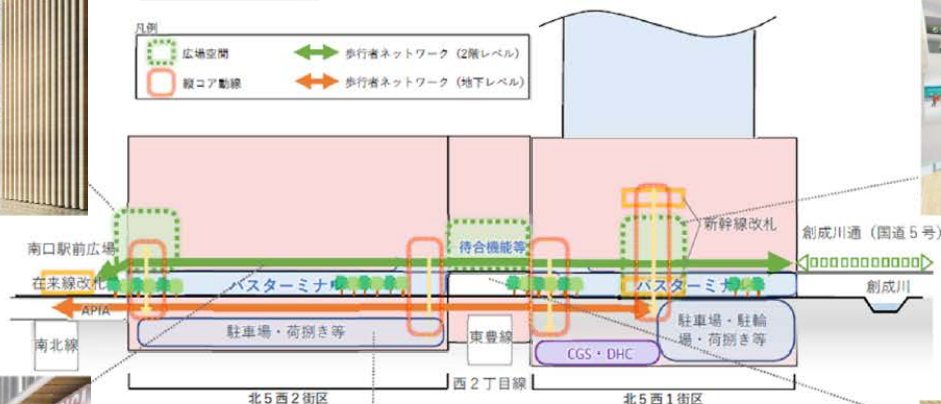 凡例
広場空間
歩行者ネットワーク（2階レベル）
縦コア動線
歩行者ネットワーク（地下レベル）
新幹線改札
南口駅前広場
待合機能等
創成川通（国道5号）
在来線改札
バスターミナル
バスターミナル
創成川
APIA
駐車場・荷捌き等
東豊線
駐車場・駐輪
場・荷捌き等
南北線
CGS・DHC
西2丁目線
北5西2街区
北5西1街区